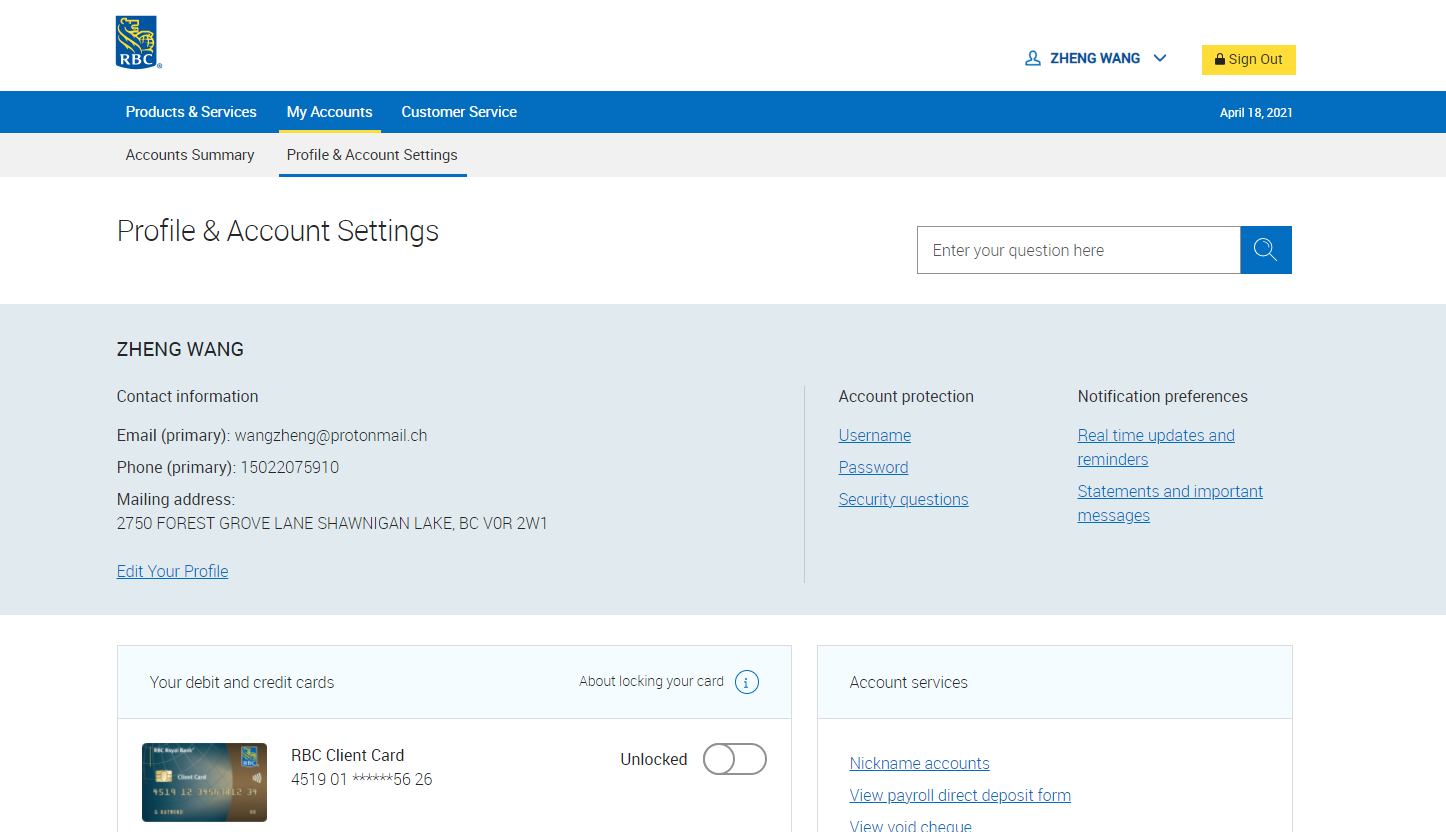 RBC®
ZHENG WANG
Sign Out
Products & Services
My Accounts
Customer Service
April 18, 2021
Accounts Summary
Profile & Account Settings
Profile & Account Settings
Enter your question here
ZHENG WANG
Contact information
Email (primary): wangzheng@protonmail.ch
Phone (primary): 15022075910
Mailing address:
2750 FOREST GROVE LANE SHAWNIGAN LAKE, BC V0R 2W1
Edit Your Profile
Account protection
Username
Password
Security questions
Notification preferences
Real time updates and
reminders
Statements and important
messages
Your debit and credit cards
About locking your card
i
RBC Royal Bank
RBC
Client Card
RBC Client Card
4519 01 ******56 26
Unlocked
Account services
Nickname accounts
View payroll direct deposit form
View void cheque